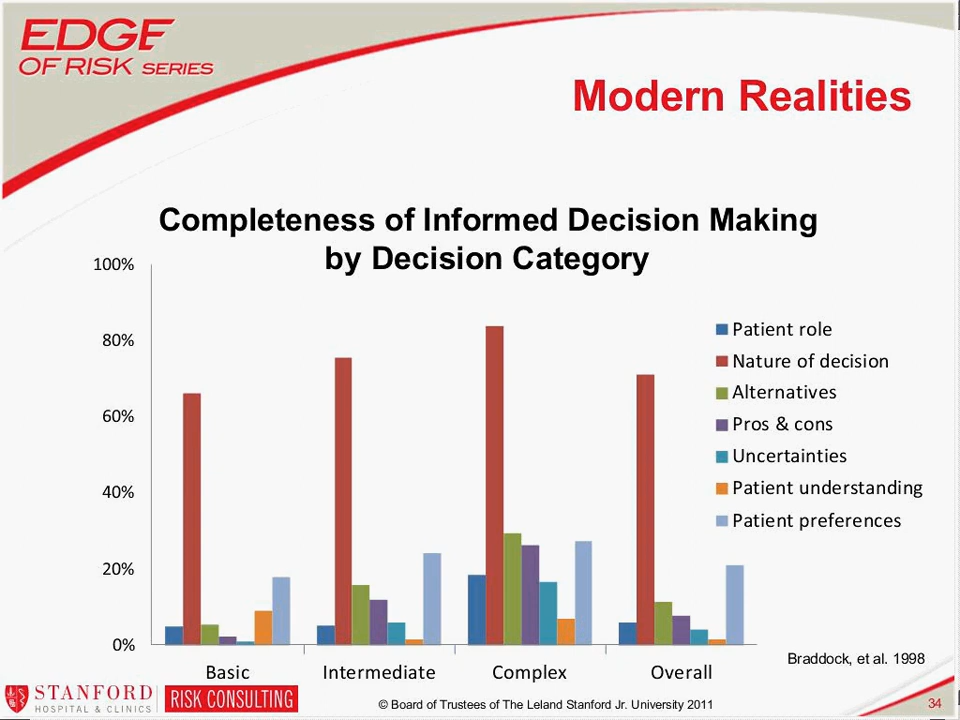 EDGE
OF RISK SERIES
Modern Realities
Completeness of Informed Decision Making
by Decision Category
100%
80%
60%
40%
20%
0%
Patient role
Nature of decision
Alternatives
Pros & cons
Uncertainties
Patient understanding
Patient preferences
Basic Intermediate Complex Overall
Braddock, et al. 1998
STANFORD
HOSPITAL & CLINICS
RISK CONSULTING
© Board of Trustees of The Leland Stanford Jr. University 2011
34